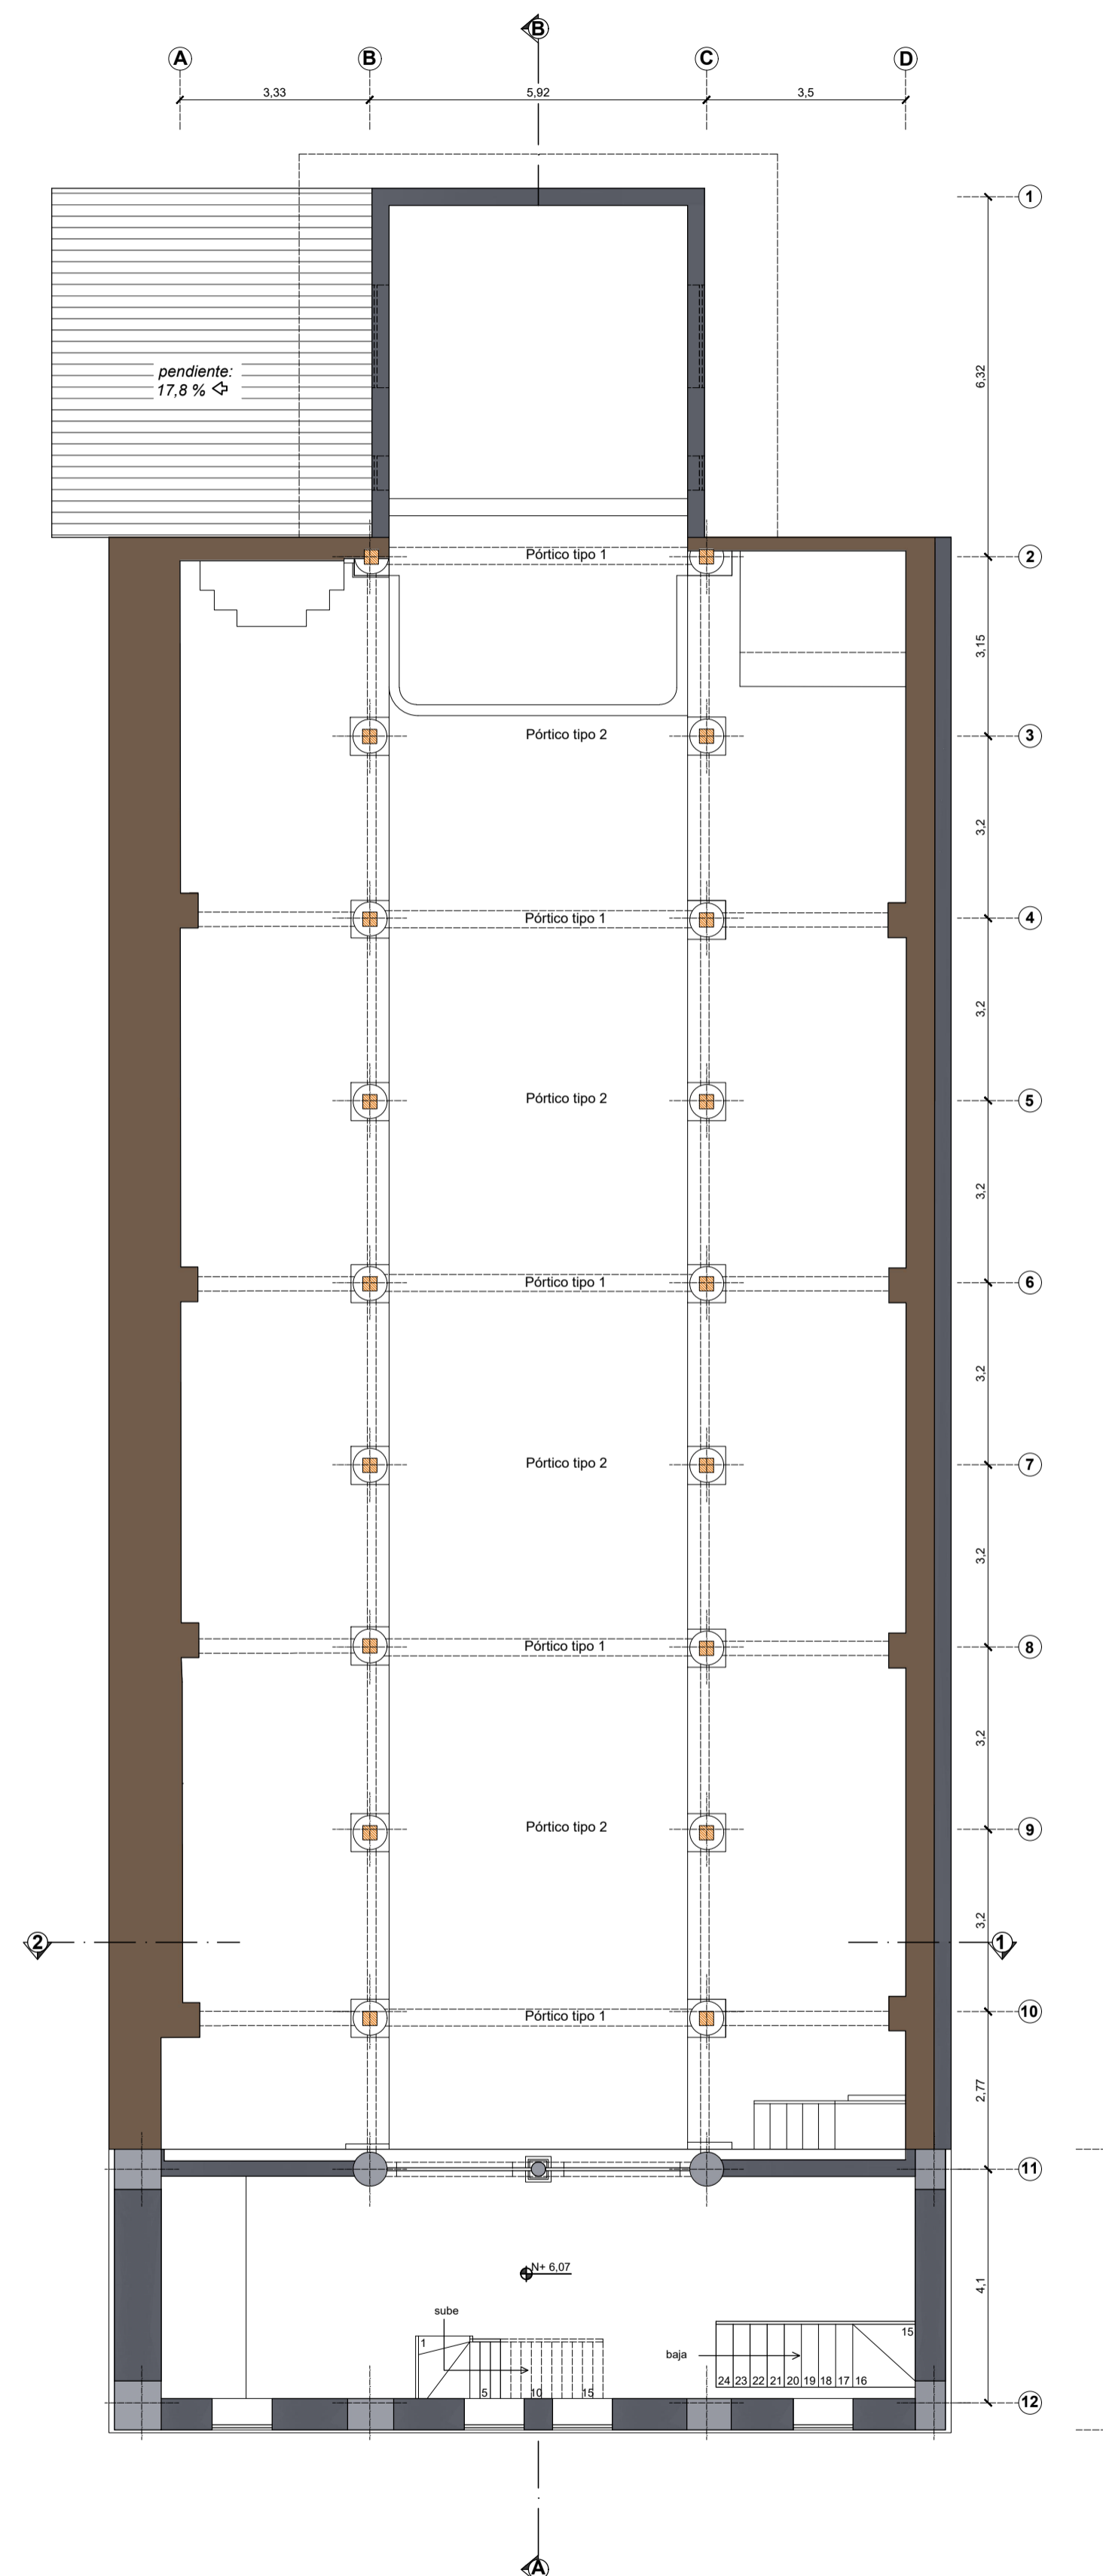 B
A B C D
3,33 5,92 3,5
1
pendiente:
17,8 %
6,32
Pórtico tipo 1
2
3,15
Pórtico tipo 2
3
3,2
Pórtico tipo 1
4
3,2
Pórtico tipo 2
5
3,2
Pórtico tipo 1
6
3,2
Pórtico tipo 2
7
3,2
Pórtico tipo 1
8
3,2
Pórtico tipo 2
9
3,2
2 1
Pórtico tipo 1
10
2,77
11
N+ 6,07
4,1
sube
1
15
baja
24 23 22 21 20 19 18 17 16
5 10 15
12
A